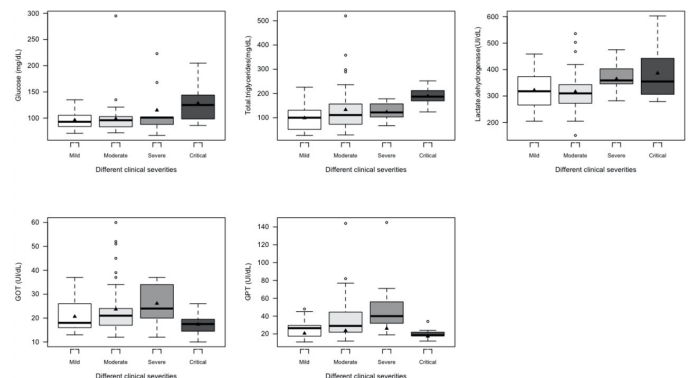 Glucose (mg/dL)
300
250
200
150
100
Mild Moderate Severe Critical
Different clinical severities
Total.triglycerides(mg/dL)
500
400
300
200
100
Mild Moderate Severe Critical
Different clinical severities
Lactate.dehydrogenase(UI/dL)
600
500
400
300
Mild Moderate Severe Critical
Different clinical severities
GOT (UI/dL)
60
50
40
30
20
10
Mild Moderate Severe Critical
Different clinical severities
GPT (UI/dL)
140
120
100
80
60
40
20
Mild Moderate Severe Critical
Different clinical severities